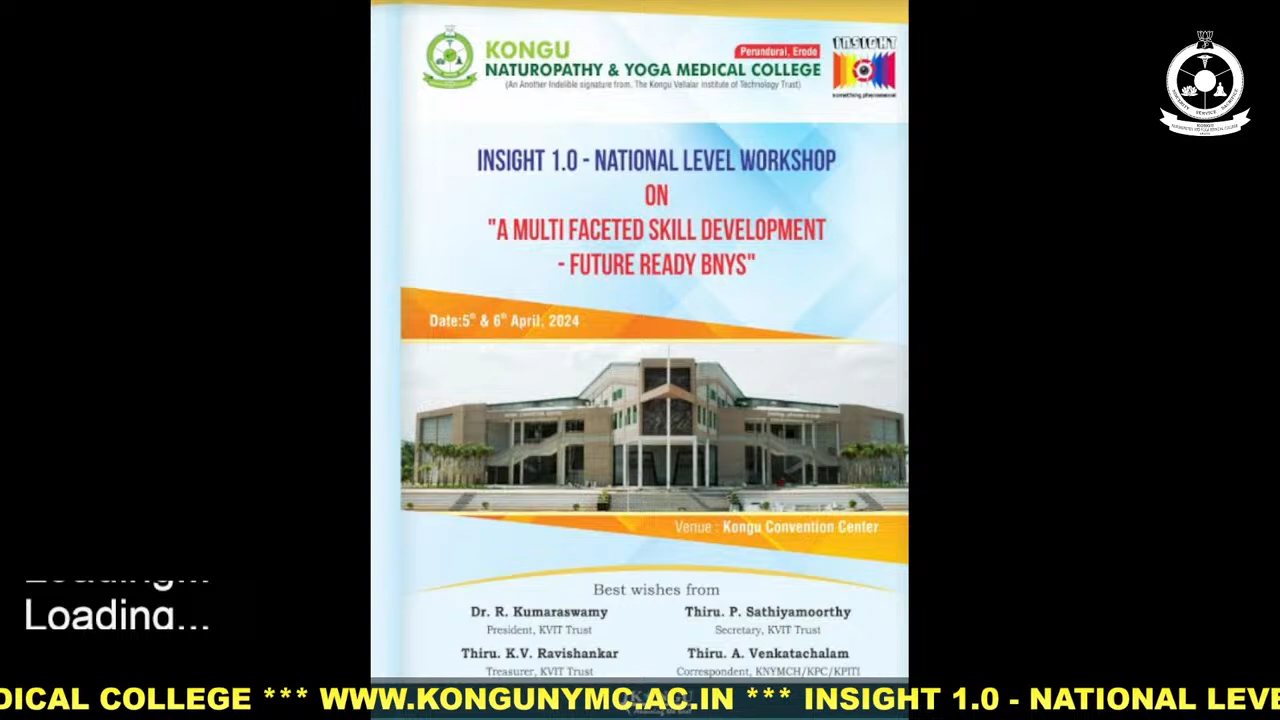 KONGU
Perundurai, Erode
NATUROPATHY & YOGA MEDICAL COLLEGE
(An Another Indelible signature from, The Kongu Vellalar Institute of Technology Trust)
INSIGHT
something phenomenal
INSIGHT 1.0 - NATIONAL LEVEL WORKSHOP
ON
"A MULTI FACETED SKILL DEVELOPMENT
- FUTURE READY BNYS"
Date:5th & 6th April, 2024
Venue : Kongu Convention Center
Best wishes from
Dr. R. Kumaraswamy
President, KVIT Trust
Thiru. P. Sathiyamoorthy
Secretary, KVIT Trust
Thiru. K.V. Ravishankar
Treasurer, KVIT Trust
Thiru. A. Venkatachalam
Correspondent, KNYMCH/KPC/KPITI
Loading...
Loading...
DICAL COLLEGE *** WWW.KONGUNYMC.AC.IN *** INSIGHT 1.0 - NATIONAL LEVE